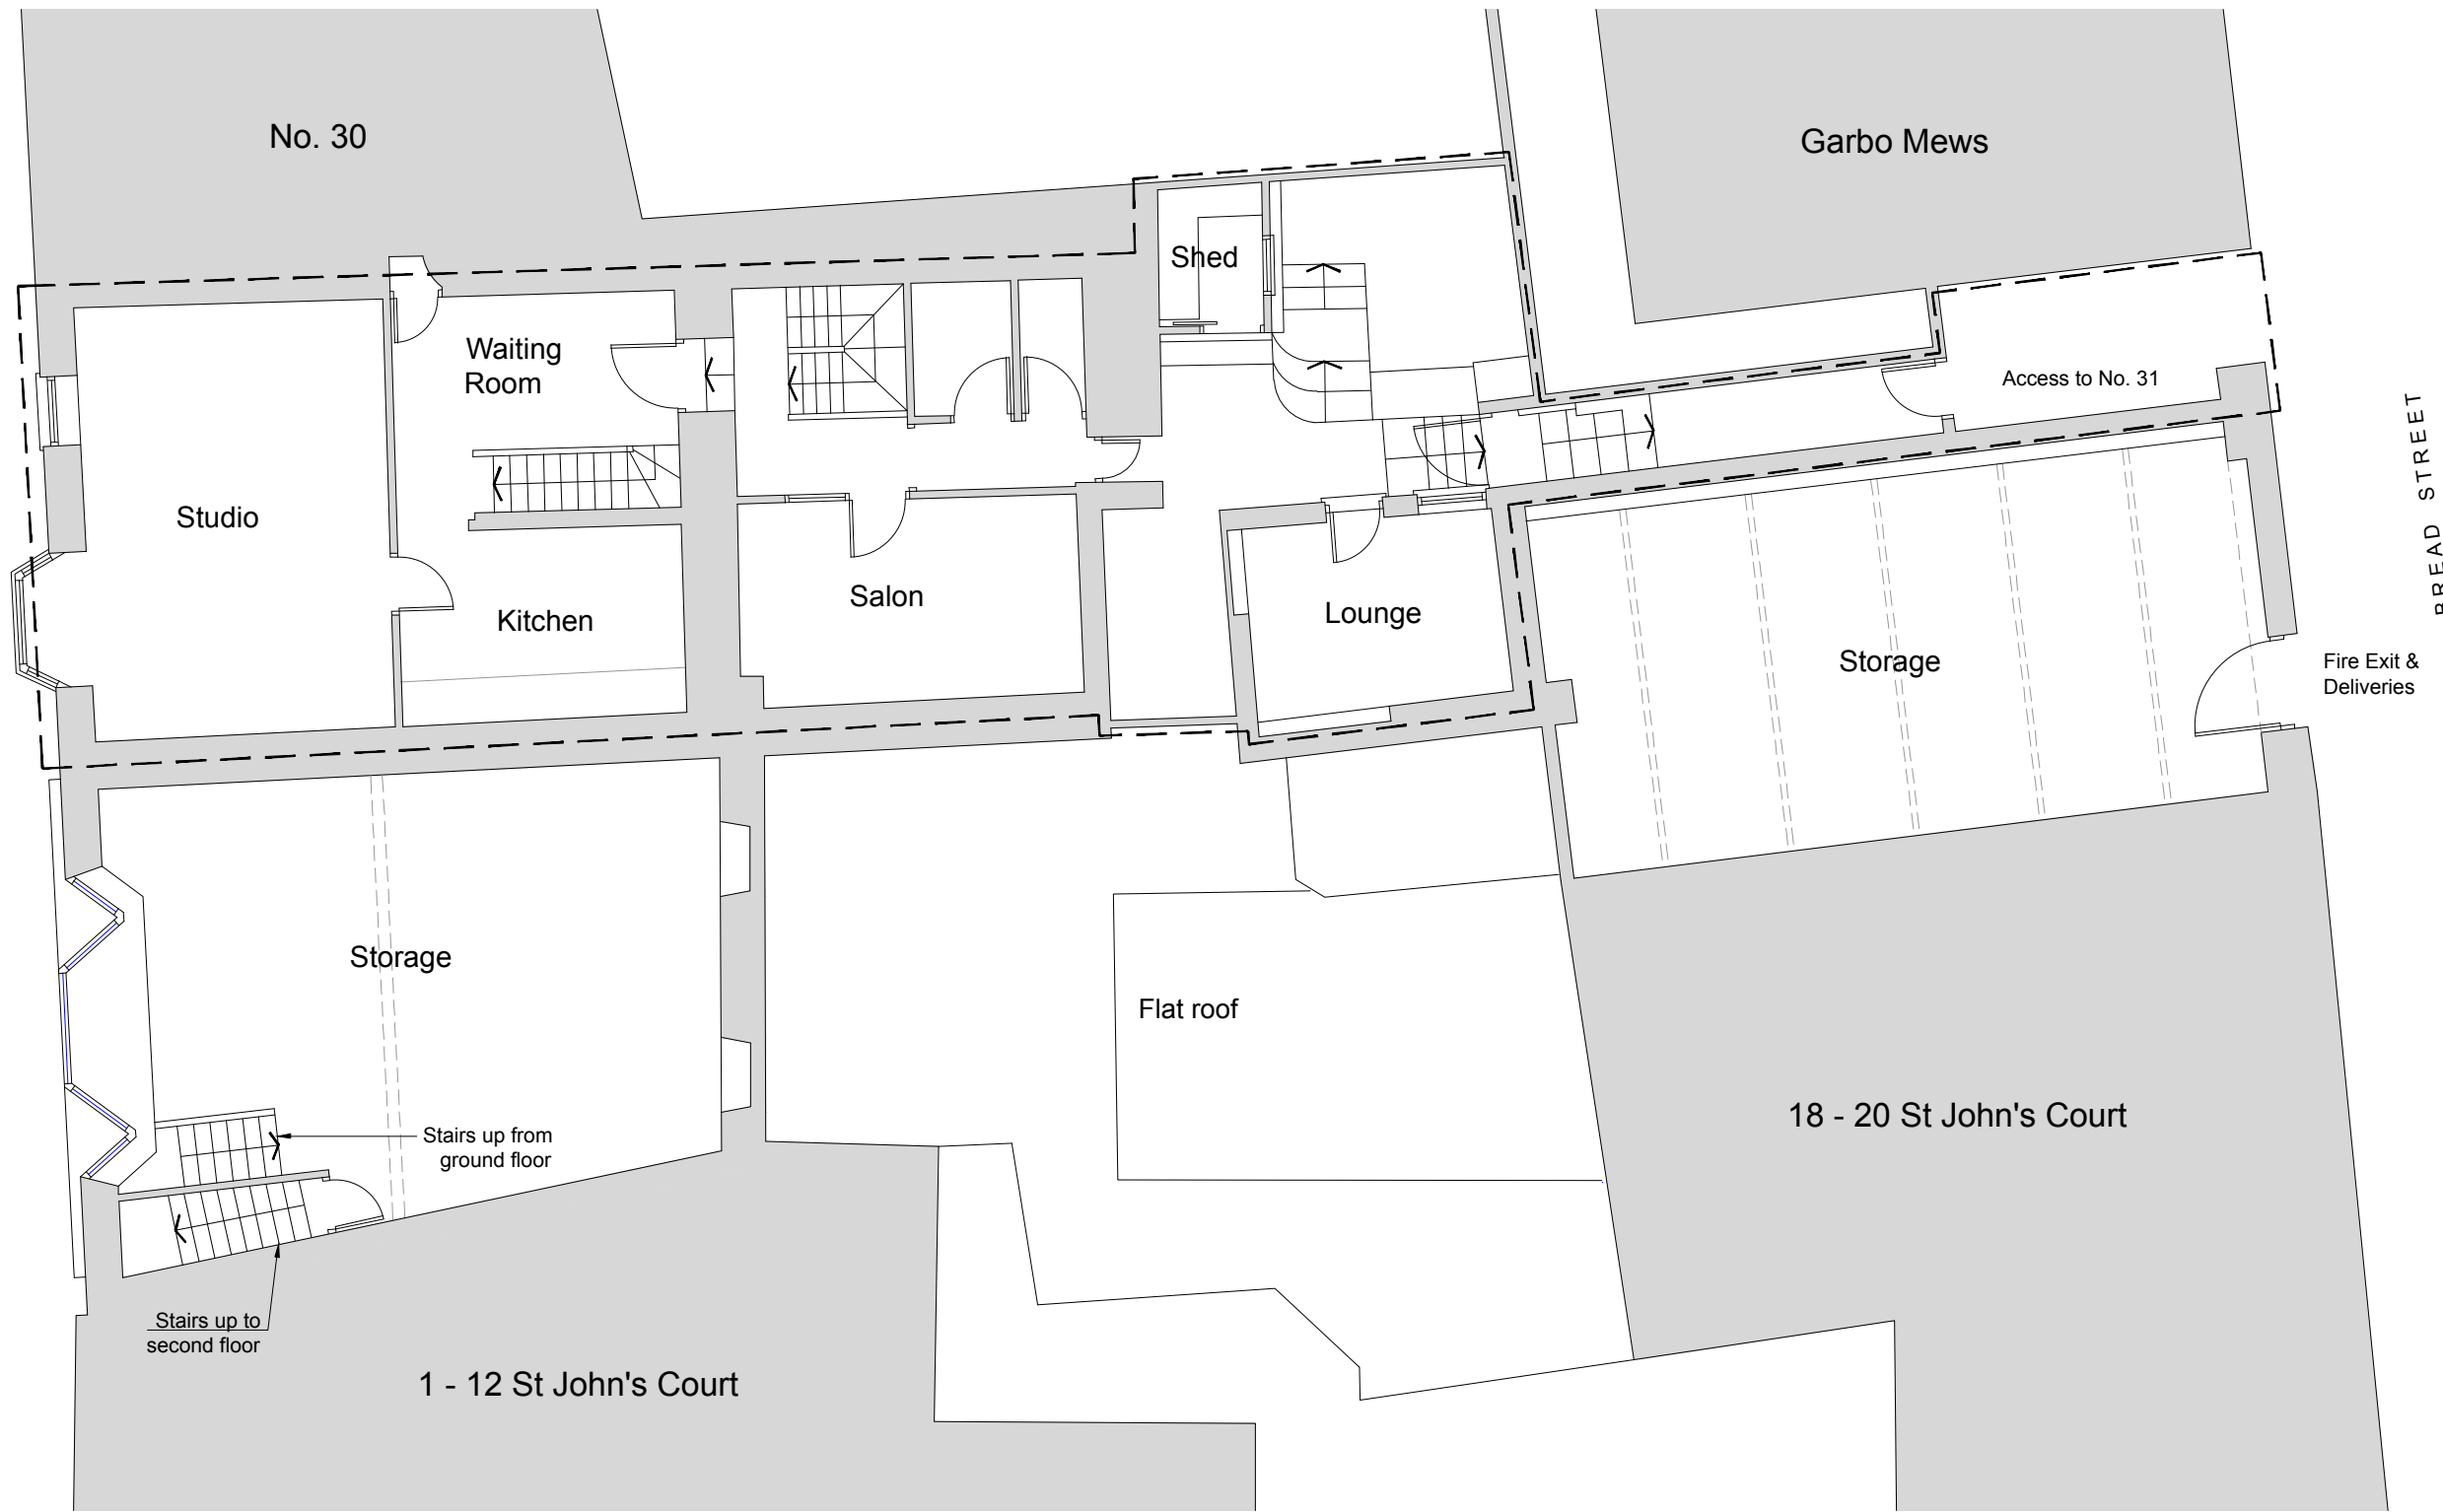 No. 30
Garbo Mews
Shed
Waiting
Room
Access to No. 31
BREAD STREET
Studio
Salon
Kitchen
Lounge
Storage
Fire Exit &
Deliveries
Storage
Flat roof
Stairs up from
ground floor
18 - 20 St John's Court
Stairs up to
second floor
1 - 12 St John's Court